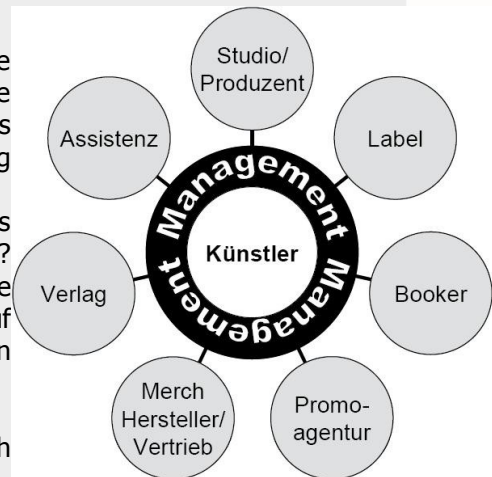 Studio/
Produzent
Assistenz
Label
Management Management
Künstler
Verlag
Booker
Merch
Hersteller/
Vertrieb
Promo-
agentur